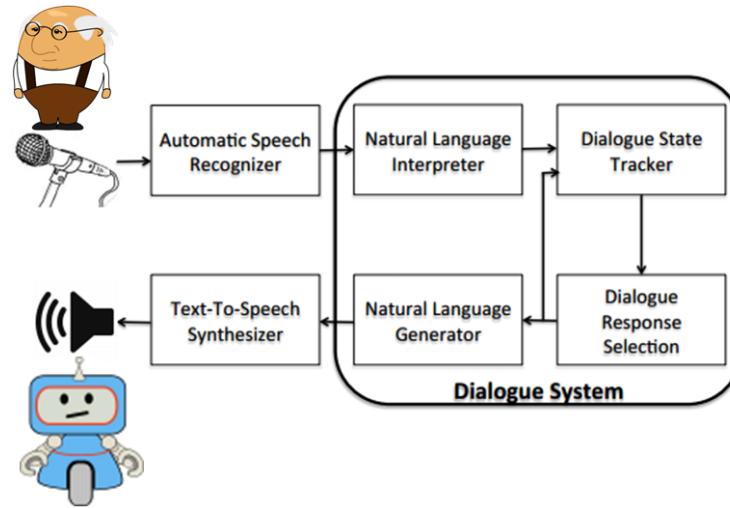 Automatic Speech
Recognizer
Natural Language
Interpreter
Dialogue State
Tracker
Text-To-Speech
Synthesizer
Natural Language
Generator
Dialogue
Response
Selection
Dialogue System